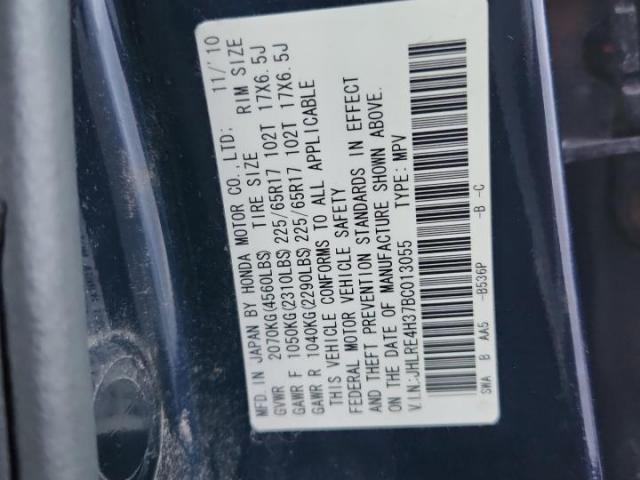 MFD. IN JAPAN BY HONDA MOTOR CO., LTD: 11/'10
GVWR 2070KG(4560LBS) TIRE SIZE RIM SIZE
GAWR F 1050KG(2310LBS) 225/65R17 102T 17X6. 5J
GAWR R 1040KG(2290LBS) 225/65R17 102T 17X6. 5J
THIS VEHICLE CONFORMS TO ALL APPLICABLE
FEDERAL MOTOR VEHICLE SAFETY
AND THEFT PREVENTION STANDARDS IN EFFECT
ON THE DATE OF MANUFACTURE SHOWN ABOVE.
V.I.N.:JHLRE4H37BC013055 TYPE: MPV
SWA B AA5 -B536P -B -C